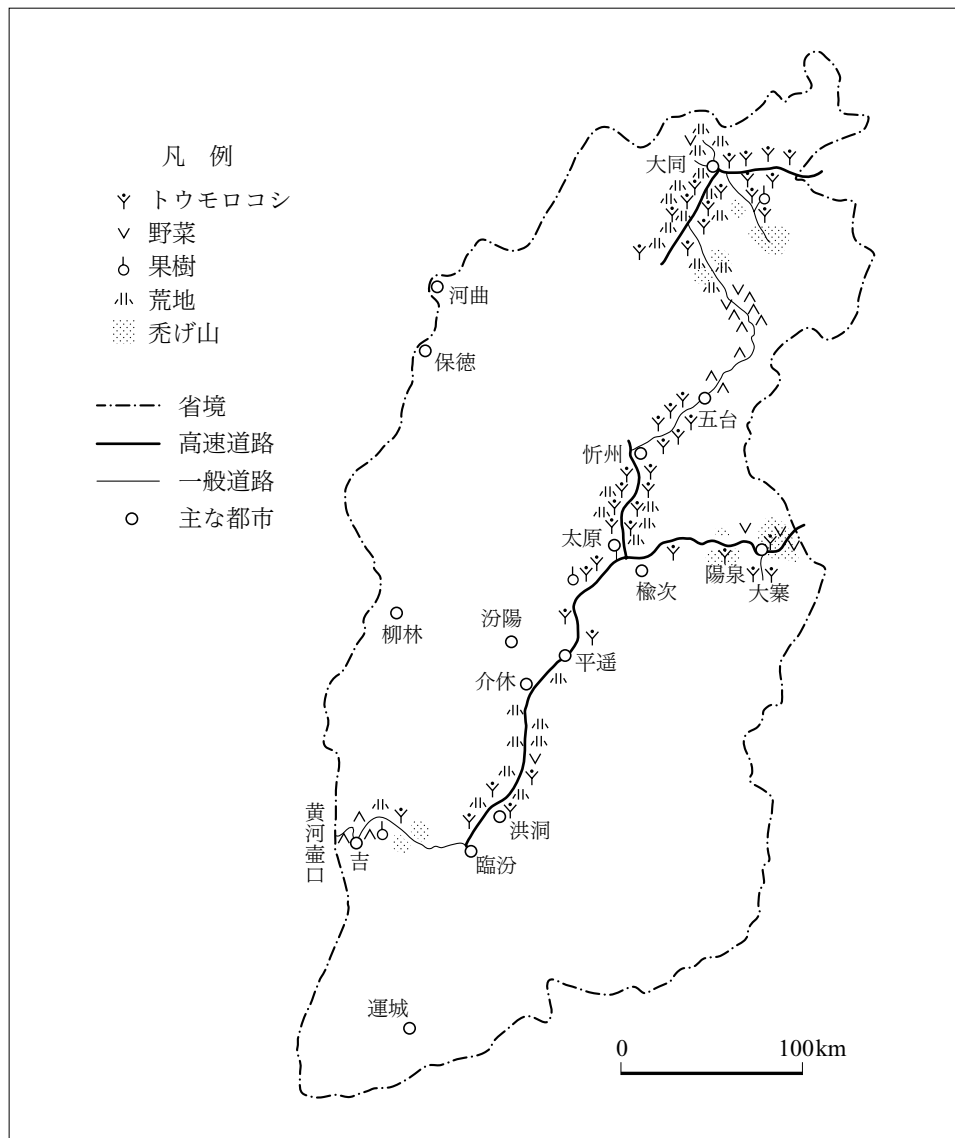 凡 例
トウモロコシ
野菜
果樹
荒地
禿げ山
省境
高速道路
一般道路
主な都市
大同
河曲
保徳
五台
忻州
太原
楡次
陽泉
大寨
柳林
汾陽
平遥
介休
洪洞
臨汾
吉
黄河壷口
運城
0 100km